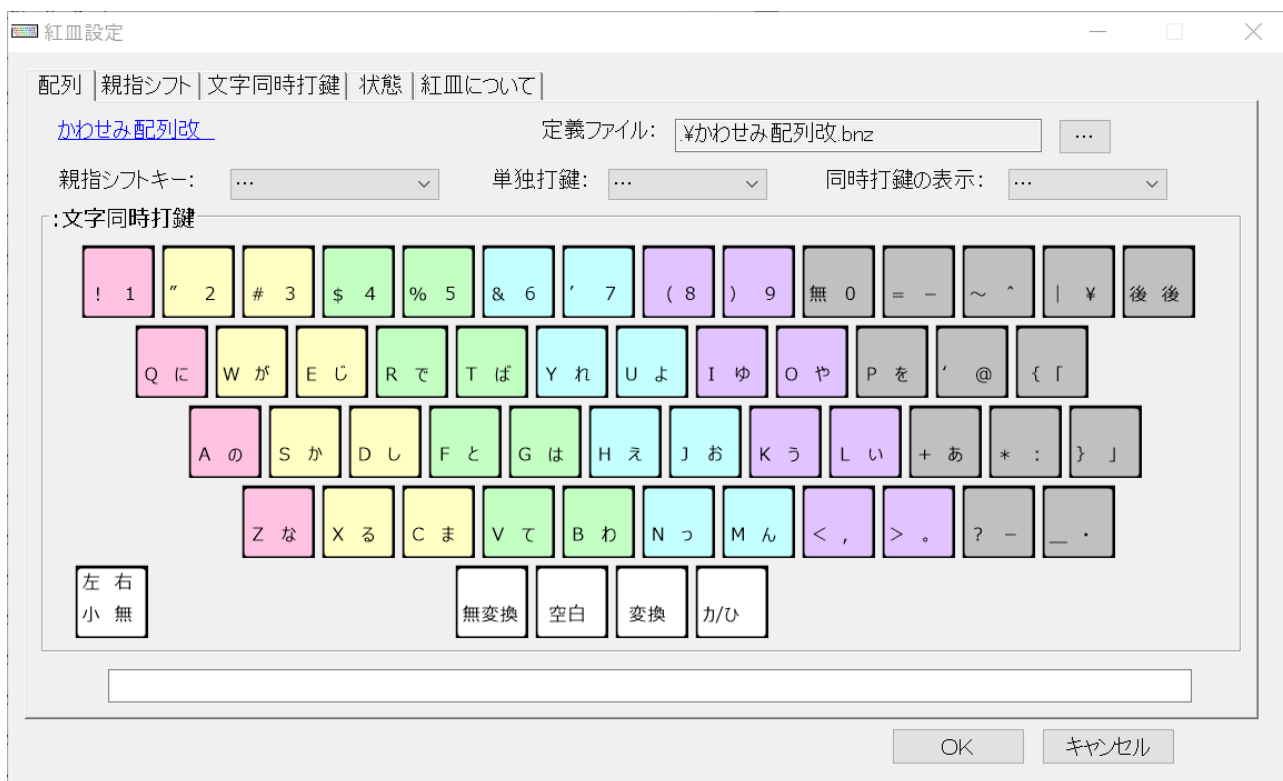 紅皿設定
配列 親指シフト 文字同時打鍵 状態 紅皿について
かわせみ配列改 定義ファイル: .¥かわせみ配列改.bnz ...
親指シフトキー: ... 単独打鍵: ... 同時打鍵の表示: ...
:文字同時打鍵
! 1 ″ 2 # 3 $ 4 % 5 & 6 ′ 7 ( 8 ) 9 無 0 = － ～ ＾ | ¥ 後 後
Q に W が E じ R で T ば Y れ U よ I ゆ O や P を ‘ @ { 「
A の S か D し F と G は H え J お K う L い + あ * : } 」
Z な X る C ま V て B わ N っ M ん < , > 。 ? － ＿ ・
左 右
小 無 無変換 空白 変換 カ/ひ
OK キャンセル